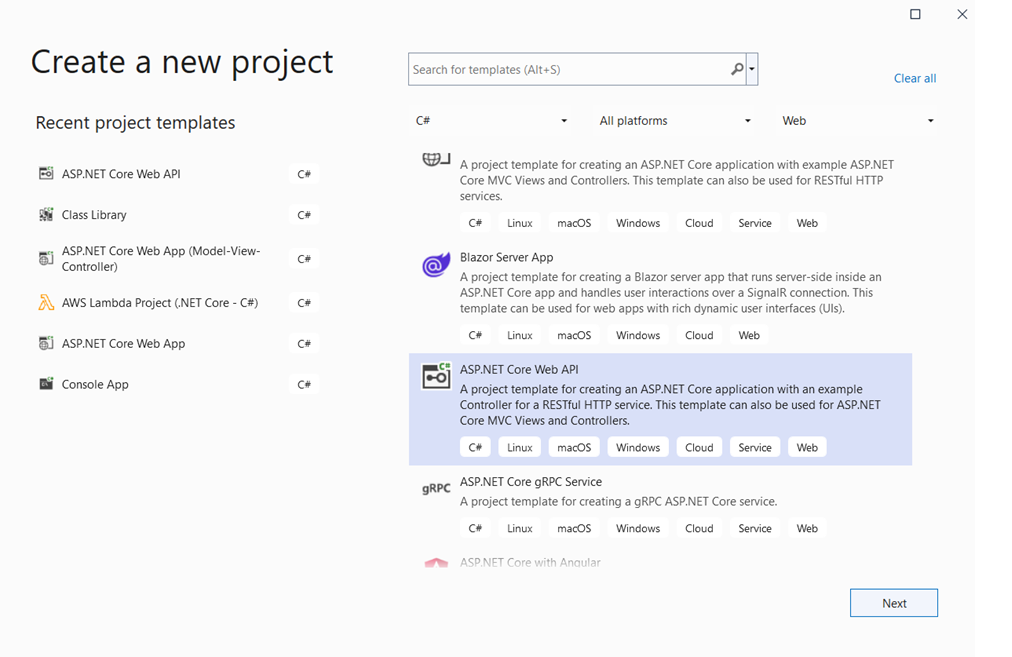 Create a new project
Search for templates (Alt+S)
Clear all
Recent project templates
C#
All platforms
Web
ASP.NET Core Web API
C#
Class Library
C#
ASP.NET Core Web App (Model-View-
Controller)
C#
AWS Lambda Project (.NET Core - C#)
C#
ASP.NET Core Web App
C#
Console App
C#
A project template for creating an ASP.NET Core application with example ASP.NET
Core MVC Views and Controllers. This template can also be used for RESTful HTTP
services.
C# Linux macOS Windows Cloud Service Web
Blazor Server App
A project template for creating a Blazor server app that runs server-side inside an
ASP.NET Core app and handles user interactions over a SignalR connection. This
template can be used for web apps with rich dynamic user interfaces (UIs).
C# Linux macOS Windows Cloud Web
C#
ASP.NET Core Web API
A project template for creating an ASP.NET Core application with an example
Controller for a RESTful HTTP service. This template can also be used for ASP.NET
Core MVC Views and Controllers.
C# Linux macOS Windows Cloud Service Web
gRPC
ASP.NET Core gRPC Service
A project template for creating a gRPC ASP.NET Core service.
C# Linux macOS Windows Cloud Service Web
ASP.NET Core with Angular
Next